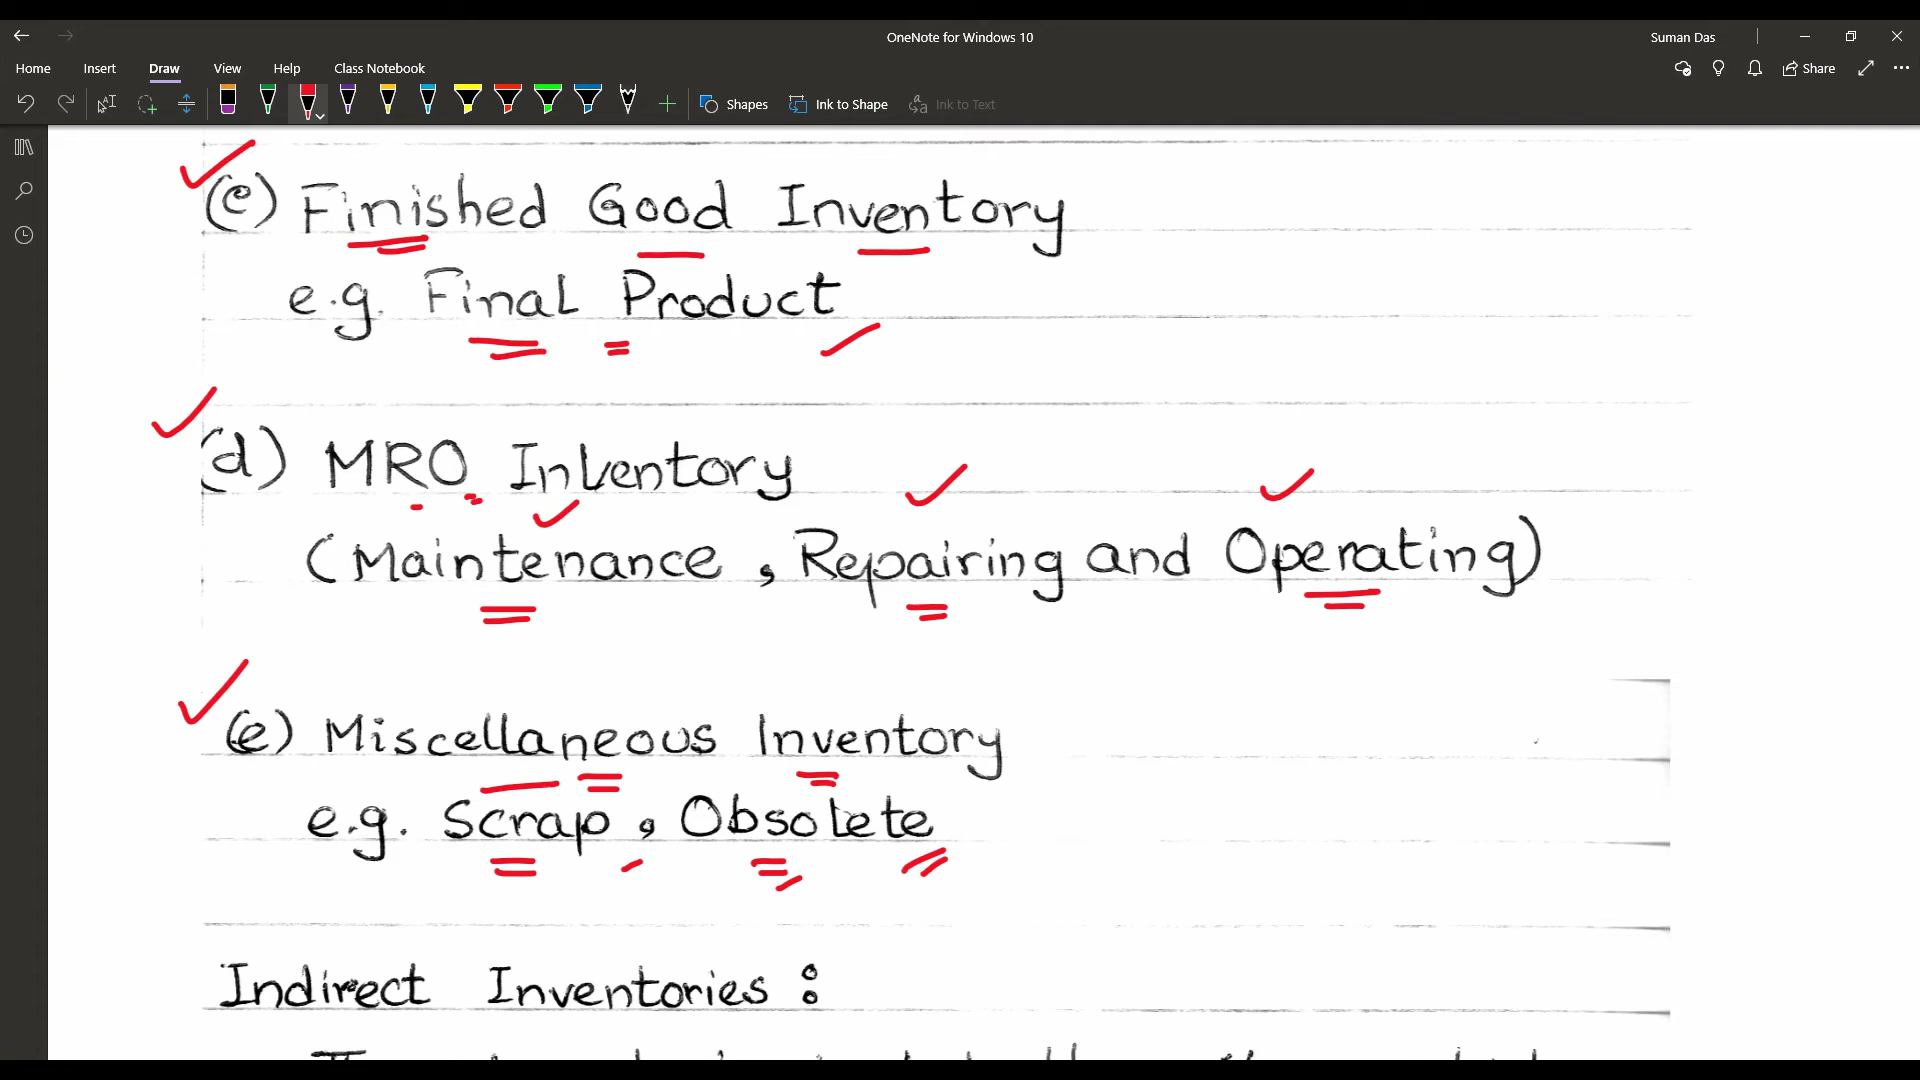 OneNote for Windows 10
Suman Das
Home Insert Draw View Help Class Notebook
Share
Shapes Ink to Shape Ink to Text
(c) Finished Good Inventory
e.g. Final Product
(d) MRO Inventory
(Maintenance, Repairing and Operating)
(e) Miscellaneous Inventory
e.g. Scrap, Obsolete
Indirect Inventories: